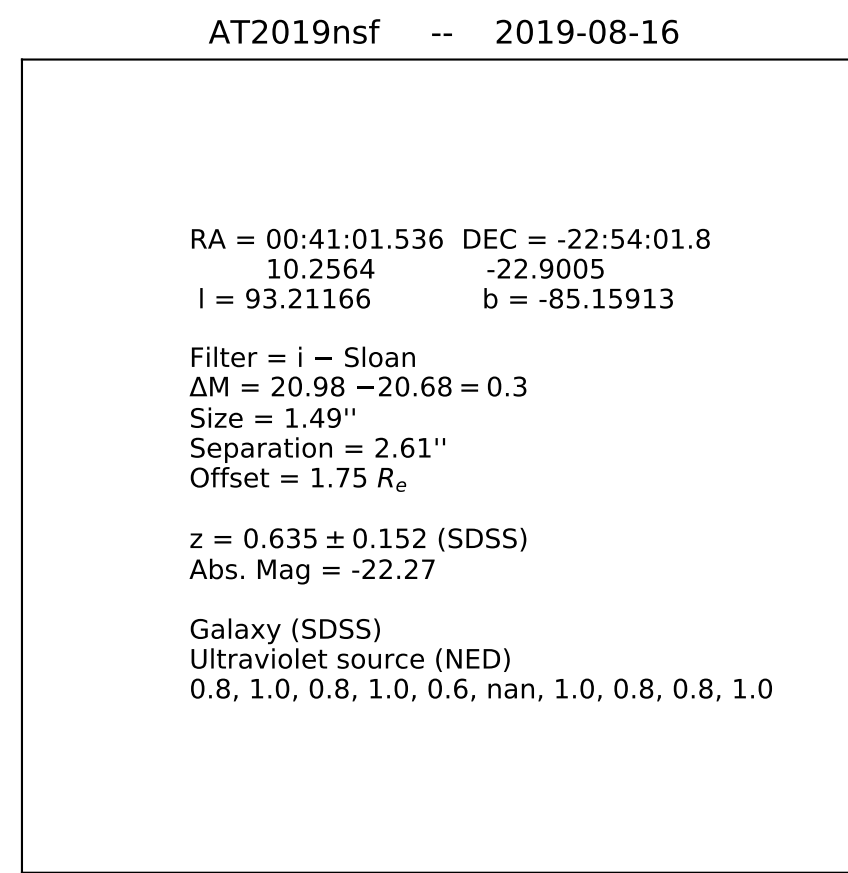 AT2019nsf -- 2019-08-16
RA = 00:41:01.536 DEC = -22:54:01.8
10.2564 -22.9005
l = 93.21166 b = -85.15913
Filter = i − Sloan
ΔM = 20.98 −20.68 = 0.3
Size = 1.49''
Separation = 2.61''
Offset = 1.75 Re
z = 0.635 ± 0.152 (SDSS)
Abs. Mag = -22.27
Galaxy (SDSS)
Ultraviolet source (NED)
0.8, 1.0, 0.8, 1.0, 0.6, nan, 1.0, 0.8, 0.8, 1.0